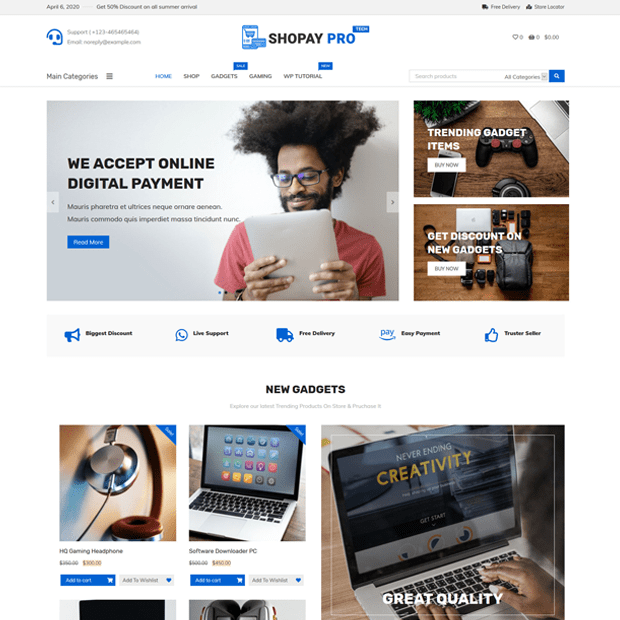 April 6, 2020 Get 50% Discount on all summer arrival Free Delivery Store Locator
Support ( +123-465465464)
Email: noreply@example.com
SHOPAY PRO TECH
0 0 $0.00
SALE NEW
Main Categories HOME SHOP GADGETS GAMING WP TUTORIAL Search products All Categories
WE ACCEPT ONLINE
DIGITAL PAYMENT
Mauris pharetra et ultrices neque ornare aenean.
Mauris commodo quis imperdiet massa tincidunt nunc.
Read More
TRENDING GADGET
ITEMS
BUY NOW
GET DISCOUNT ON
NEW GADGETS
BUY NOW
Biggest Discount Live Support pay Free Delivery Easy Payment Truster Seller
NEW GADGETS
Explore our latest Trending Products On Store & Pruchase It
Sale!
HQ Gaming Headphone
$350.00 $300.00
Add to cart Add To Wishlist
Sale!
Software Downloader PC
$500.00 $450.00
Add to cart Add To Wishlist
NEVER ENDING
CREATIVITY
GET START
GREAT QUALITY